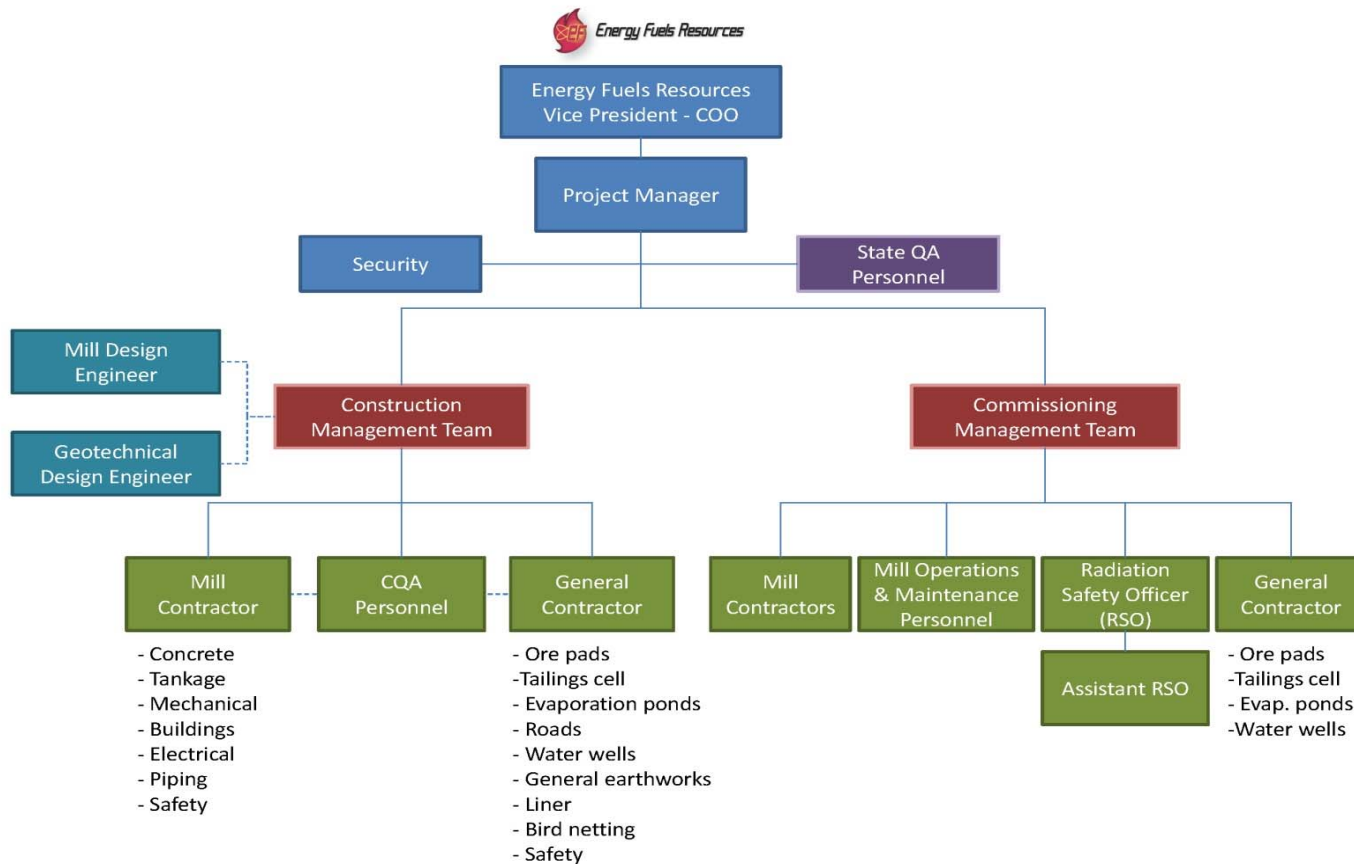 Energy Fuels Resources
Energy Fuels Resources
Vice President - COO
Project Manager
Security
State QA
Personnel
Mill Design
Engineer
Geotechnical
Design Engineer
Construction
Management Team
Commissioning
Management Team
Mill
Contractor
CQA
Personnel
General
Contractor
Mill
Contractors
Mill Operations
& Maintenance
Personnel
Radiation
Safety Officer
(RSO)
General
Contractor
Assistant RSO
- Concrete
- Tankage
- Mechanical
- Buildings
- Electrical
- Piping
- Safety
- Ore pads
-Tailings cell
- Evaporation ponds
- Roads
- Water wells
- General earthworks
- Liner
- Bird netting
- Safety
- Ore pads
-Tailings cell
- Evap. ponds
-Water wells